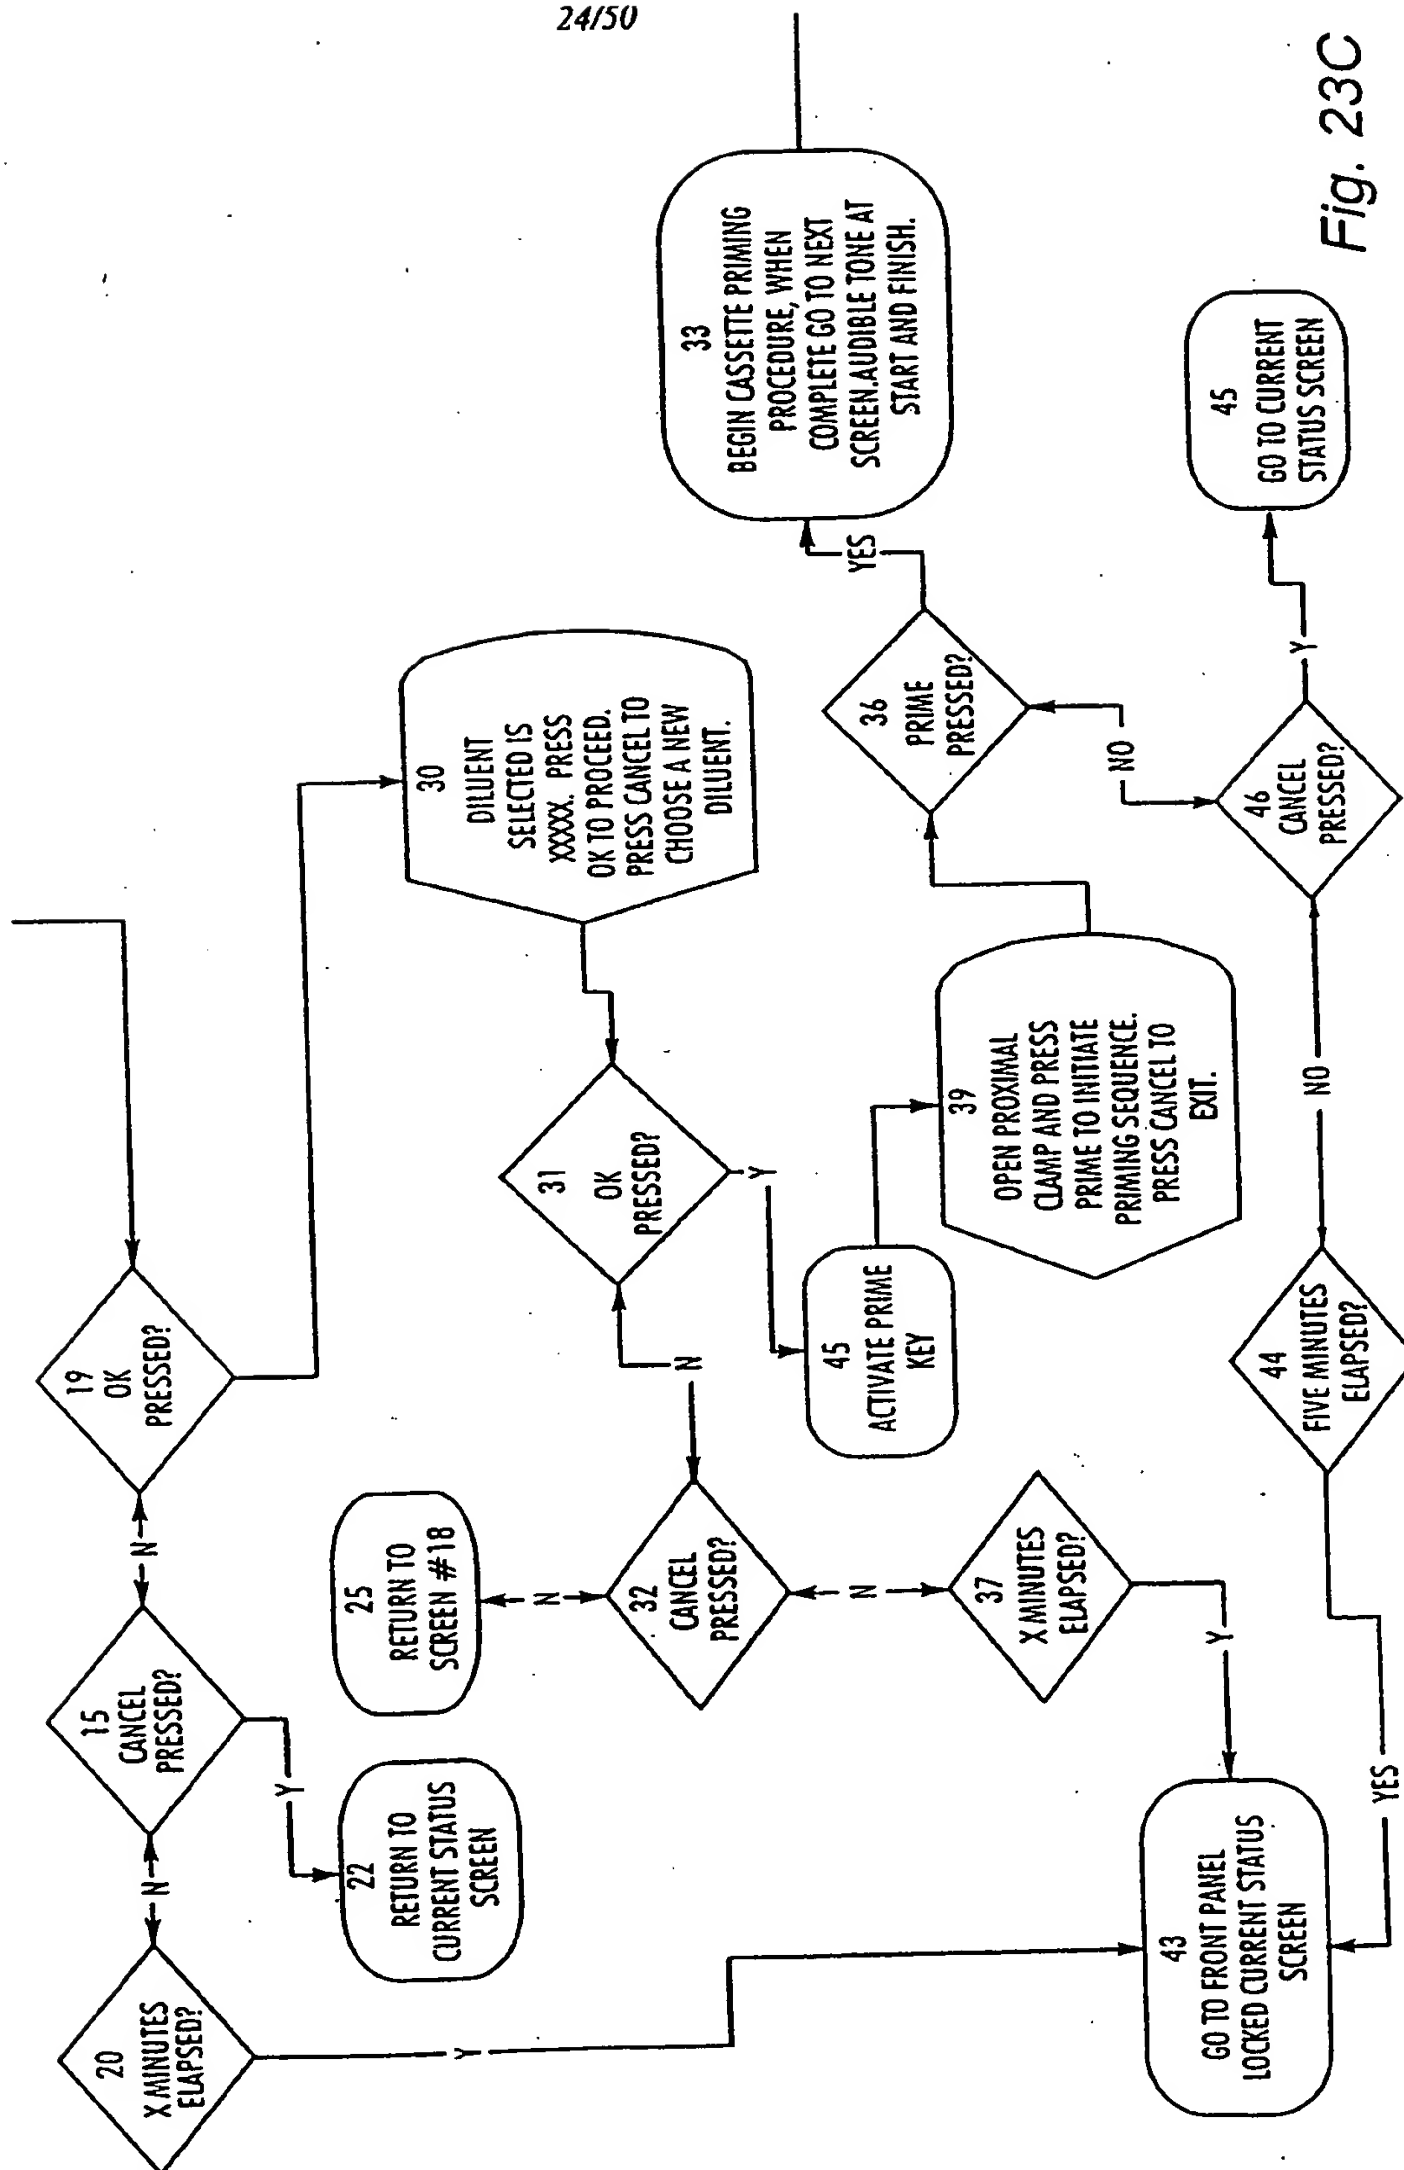 24/50
19
OK
PRESSED?
N
15
CANCEL
PRESSED?
N
20
X MINUTES
ELAPSED?
Y
22
RETURN TO
CURRENT STATUS
SCREEN
Y
30
DILUENT
SELECTED IS
XXXX. PRESS
OK TO PROCEED.
PRESS CANCEL TO
CHOOSE A NEW
DILUENT.
31
OK
PRESSED?
N
Y
25
RETURN TO
SCREEN #18
N
32
CANCEL
PRESSED?
N
37
X MINUTES
ELAPSED?
Y
45
ACTIVATE PRIME
KEY
39
OPEN PROXIMAL
CLAMP AND PRESS
PRIME TO INITIATE
PRIMING SEQUENCE.
PRESS CANCEL TO
EXIT.
36
PRIME
PRESSED?
YES
NO
33
BEGIN CASSETTE PRIMING
PROCEDURE, WHEN
COMPLETE GO TO NEXT
SCREEN.AUDIBLE TONE AT
START AND FINISH.
46
CANCEL
PRESSED?
Y
NO
45
GO TO CURRENT
STATUS SCREEN
44
FIVE MINUTES
ELAPSED?
YES
43
GO TO FRONT PANEL
LOCKED CURRENT STATUS
SCREEN
Fig. 23C